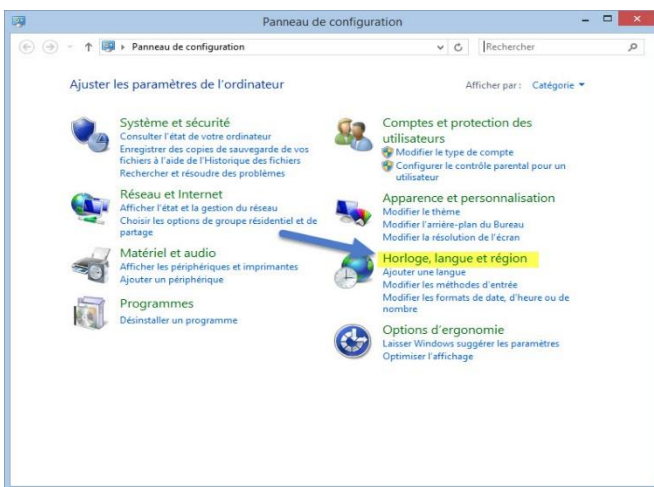 Panneau de configuration
Panneau de configuration
Rechercher
Ajuster les paramètres de l'ordinateur
Afficher par : Catégorie
Système et sécurité
Consulter l'état de votre ordinateur
Enregistrer des copies de sauvegarde de vos
fichiers à l'aide de l'Historique des fichiers
Rechercher et résoudre des problèmes
Réseau et Internet
Afficher l'état et la gestion du réseau
Choisir les options de groupe résidentiel et de
partage
Matériel et audio
Afficher les périphériques et imprimantes
Ajouter un périphérique
Programmes
Désinstaller un programme
Comptes et protection des
utilisateurs
Modifier le type de compte
Configurer le contrôle parental pour un
utilisateur
Apparence et personnalisation
Modifier le thème
Modifier l'arrière-plan du Bureau
Modifier la résolution de l'écran
Horloge, langue et région
Ajouter une langue
Modifier les méthodes d'entrée
Modifier les formats de date, d'heure ou de
nombre
Options d'ergonomie
Laisser Windows suggérer les paramètres
Optimiser l'affichage